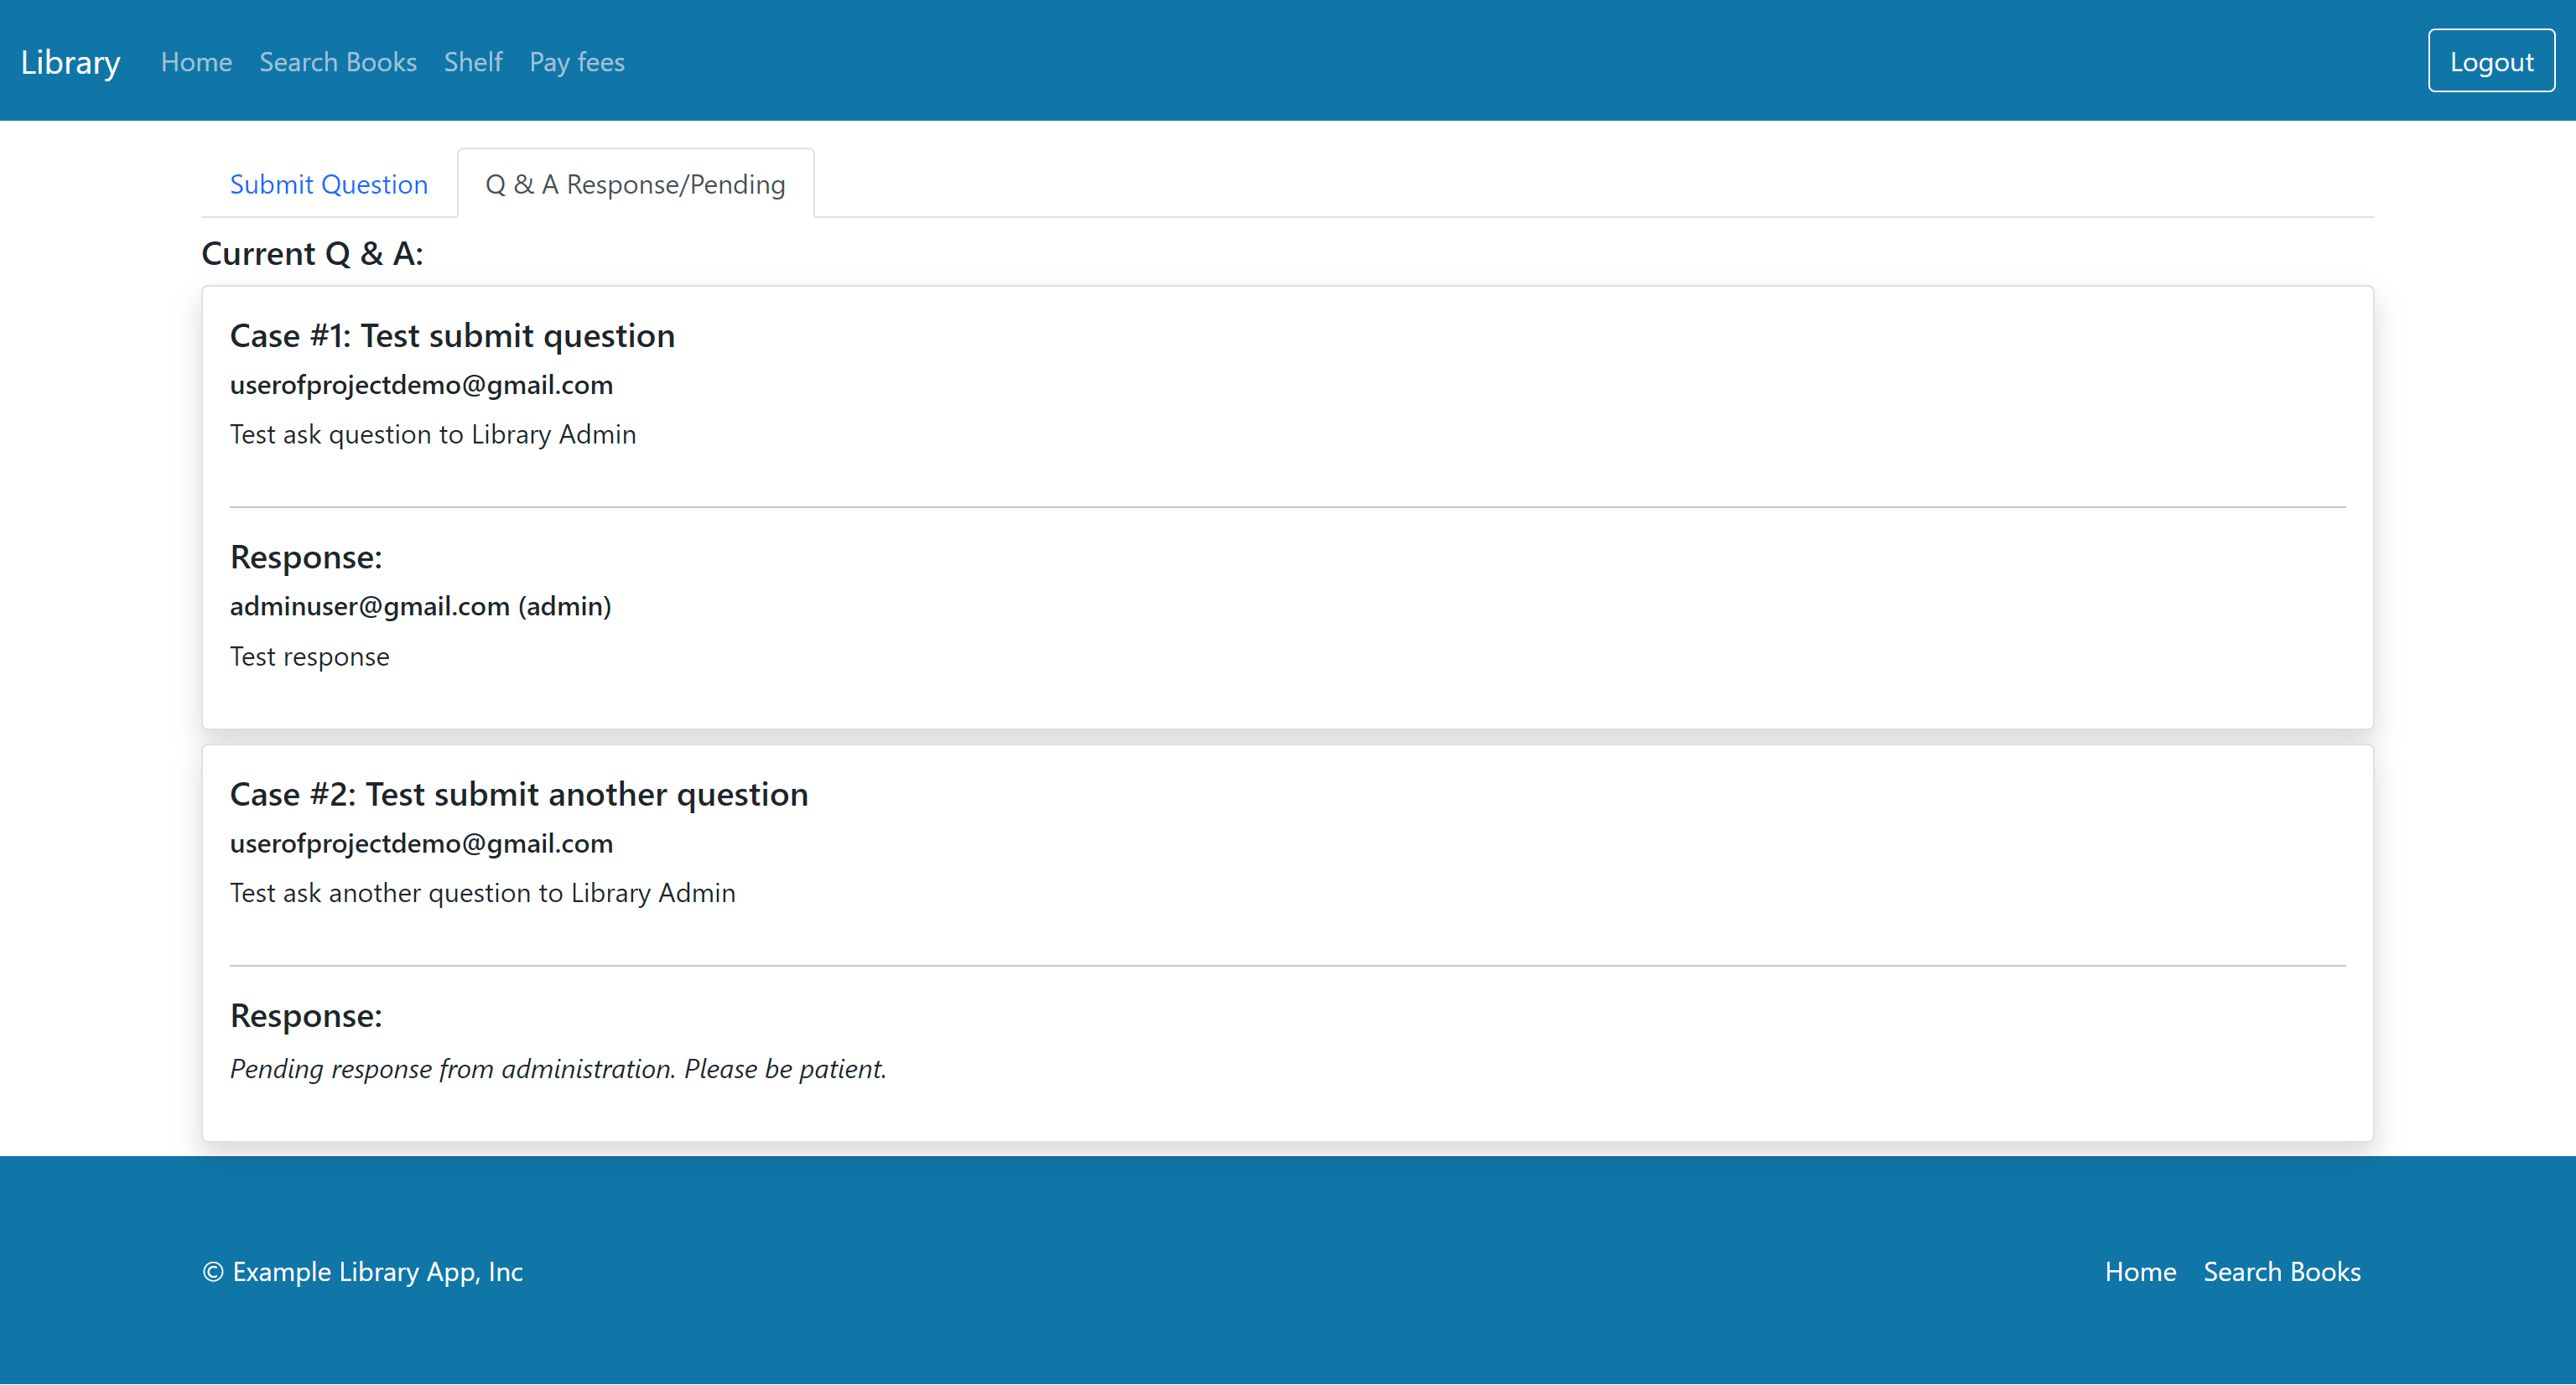 Library Home Search Books Shelf Pay fees Logout
Submit Question Q & A Response/Pending
Current Q & A:
Case #1: Test submit question
userofprojectdemo@gmail.com
Test ask question to Library Admin
Response:
adminuser@gmail.com (admin)
Test response
Case #2: Test submit another question
userofprojectdemo@gmail.com
Test ask another question to Library Admin
Response:
Pending response from administration. Please be patient.
© Example Library App, Inc Home Search Books